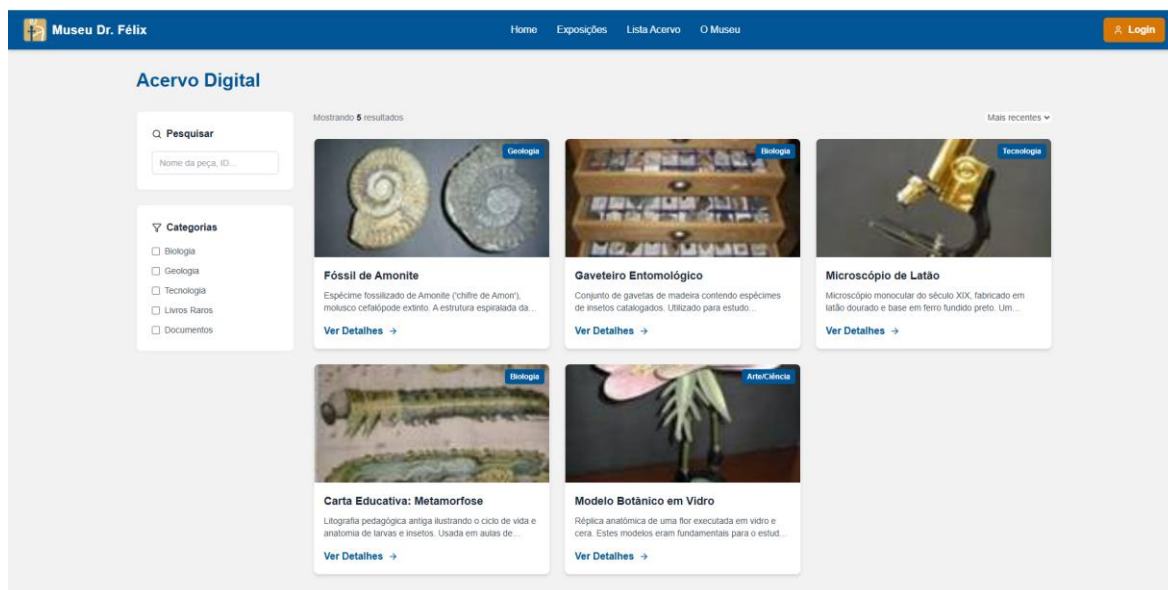 Museu Dr. Félix
Home Exposições Lista Acervo O Museu
Login
Acervo Digital
Pesquisar
Nome da peça, ID...
Categorias
Biologia
Geologia
Tecnologia
Livros Raros
Documentos
Mostrando 5 resultados
Mais recentes
Geologia
Fóssil de Amonite
Espécime fossilizado de Amonite ('chifre de Amon'),
molusco cefalópode extinto. A estrutura espiralada da...
Ver Detalhes →
Biologia
Gaveteiro Entomológico
Conjunto de gavetas de madeira contendo espécimes
de insetos catalogados. Utilizado para estudo...
Ver Detalhes →
Tecnologia
Microscópio de Latão
Microscópio monocular do século XIX, fabricado em
latão dourado e base em ferro fundido preto. Um...
Ver Detalhes →
Biologia
Carta Educativa: Metamorfose
Litografia pedagógica antiga ilustrando o ciclo de vida e
anatomia de larvas e insetos. Usada em aulas de...
Ver Detalhes →
Arte/Ciência
Modelo Botânico em Vidro
Réplica anatômica de uma flor executada em vidro e
cera. Estes modelos eram fundamentais para o estud...
Ver Detalhes →